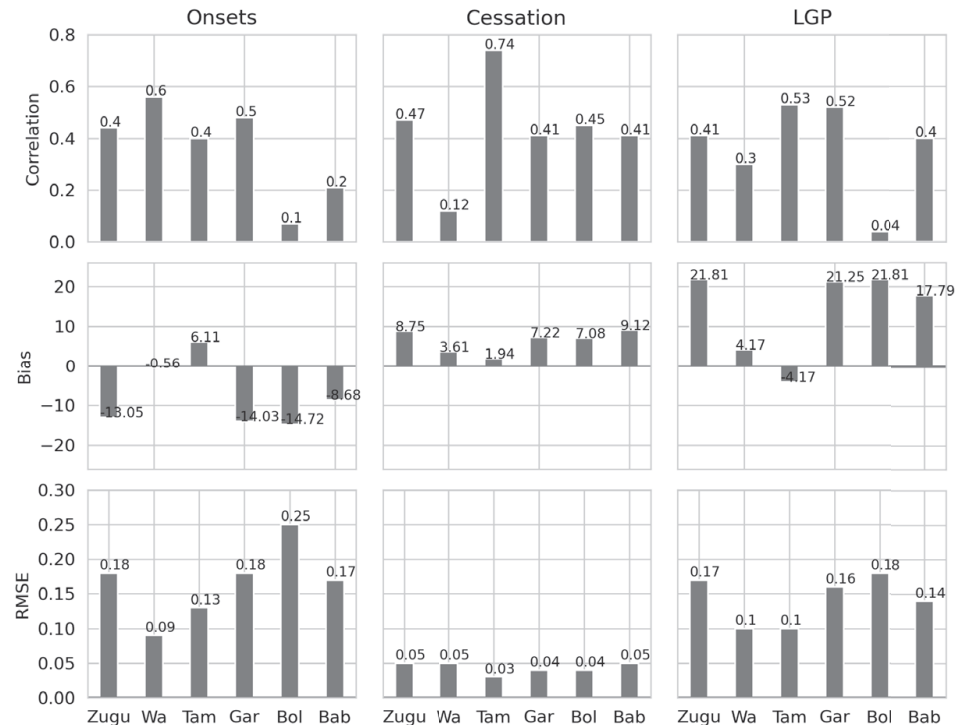 Onsets Cessation LGP
Correlation
0.8
0.6
0.4
0.2
0.0
0.4 0.6 0.4 0.5 0.1 0.2
0.47 0.12 0.74 0.41 0.45 0.41
0.41 0.3 0.53 0.52 0.04 0.4
Bias
20
10
0
−10
−20
-13.05 -0.56 6.11 -14.03 -14.72 -8.68
8.75 3.61 1.94 7.22 7.08 9.12
21.81 4.17 -4.17 21.25 21.81 17.79
RMSE
0.30
0.25
0.20
0.15
0.10
0.05
0.00
0.18 0.09 0.13 0.18 0.25 0.17
0.05 0.05 0.03 0.04 0.04 0.05
0.17 0.1 0.1 0.16 0.18 0.14
Zugu Wa Tam Gar Bol Bab Zugu Wa Tam Gar Bol Bab Zugu Wa Tam Gar Bol Bab